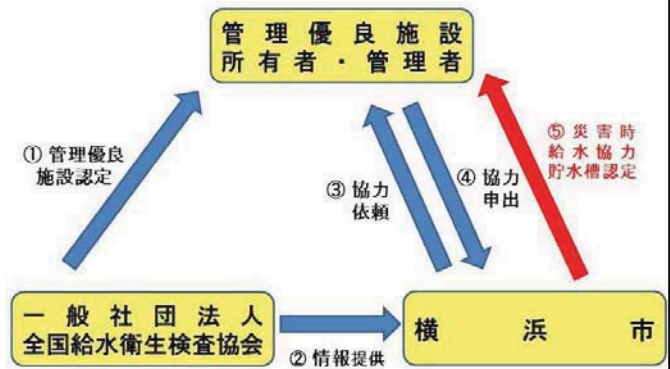 管理優良施設
所有者・管理者
① 管理優良
施設認定
③ 協力
依頼
④ 協力
申出
⑤ 災害時
給水協力
貯水槽認定
一般社団法人
全国給水衛生検査協会
② 情報提供
横浜市